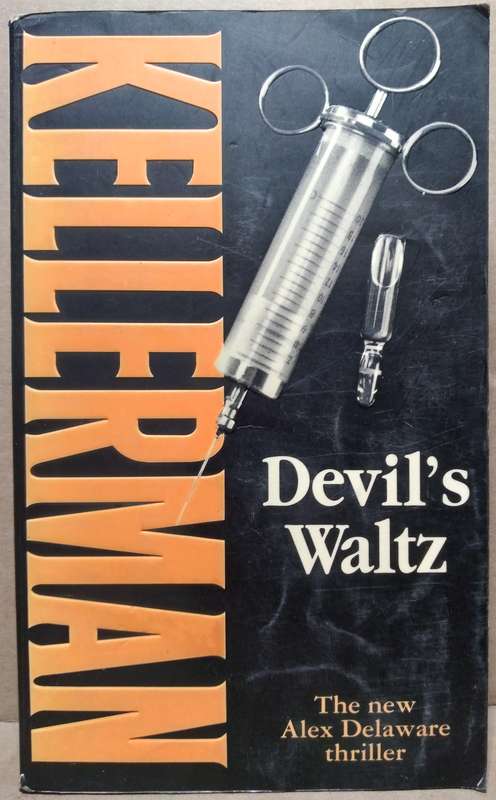 KELLERMAN
Devil's
Waltz
The new
Alex Delaware
thriller